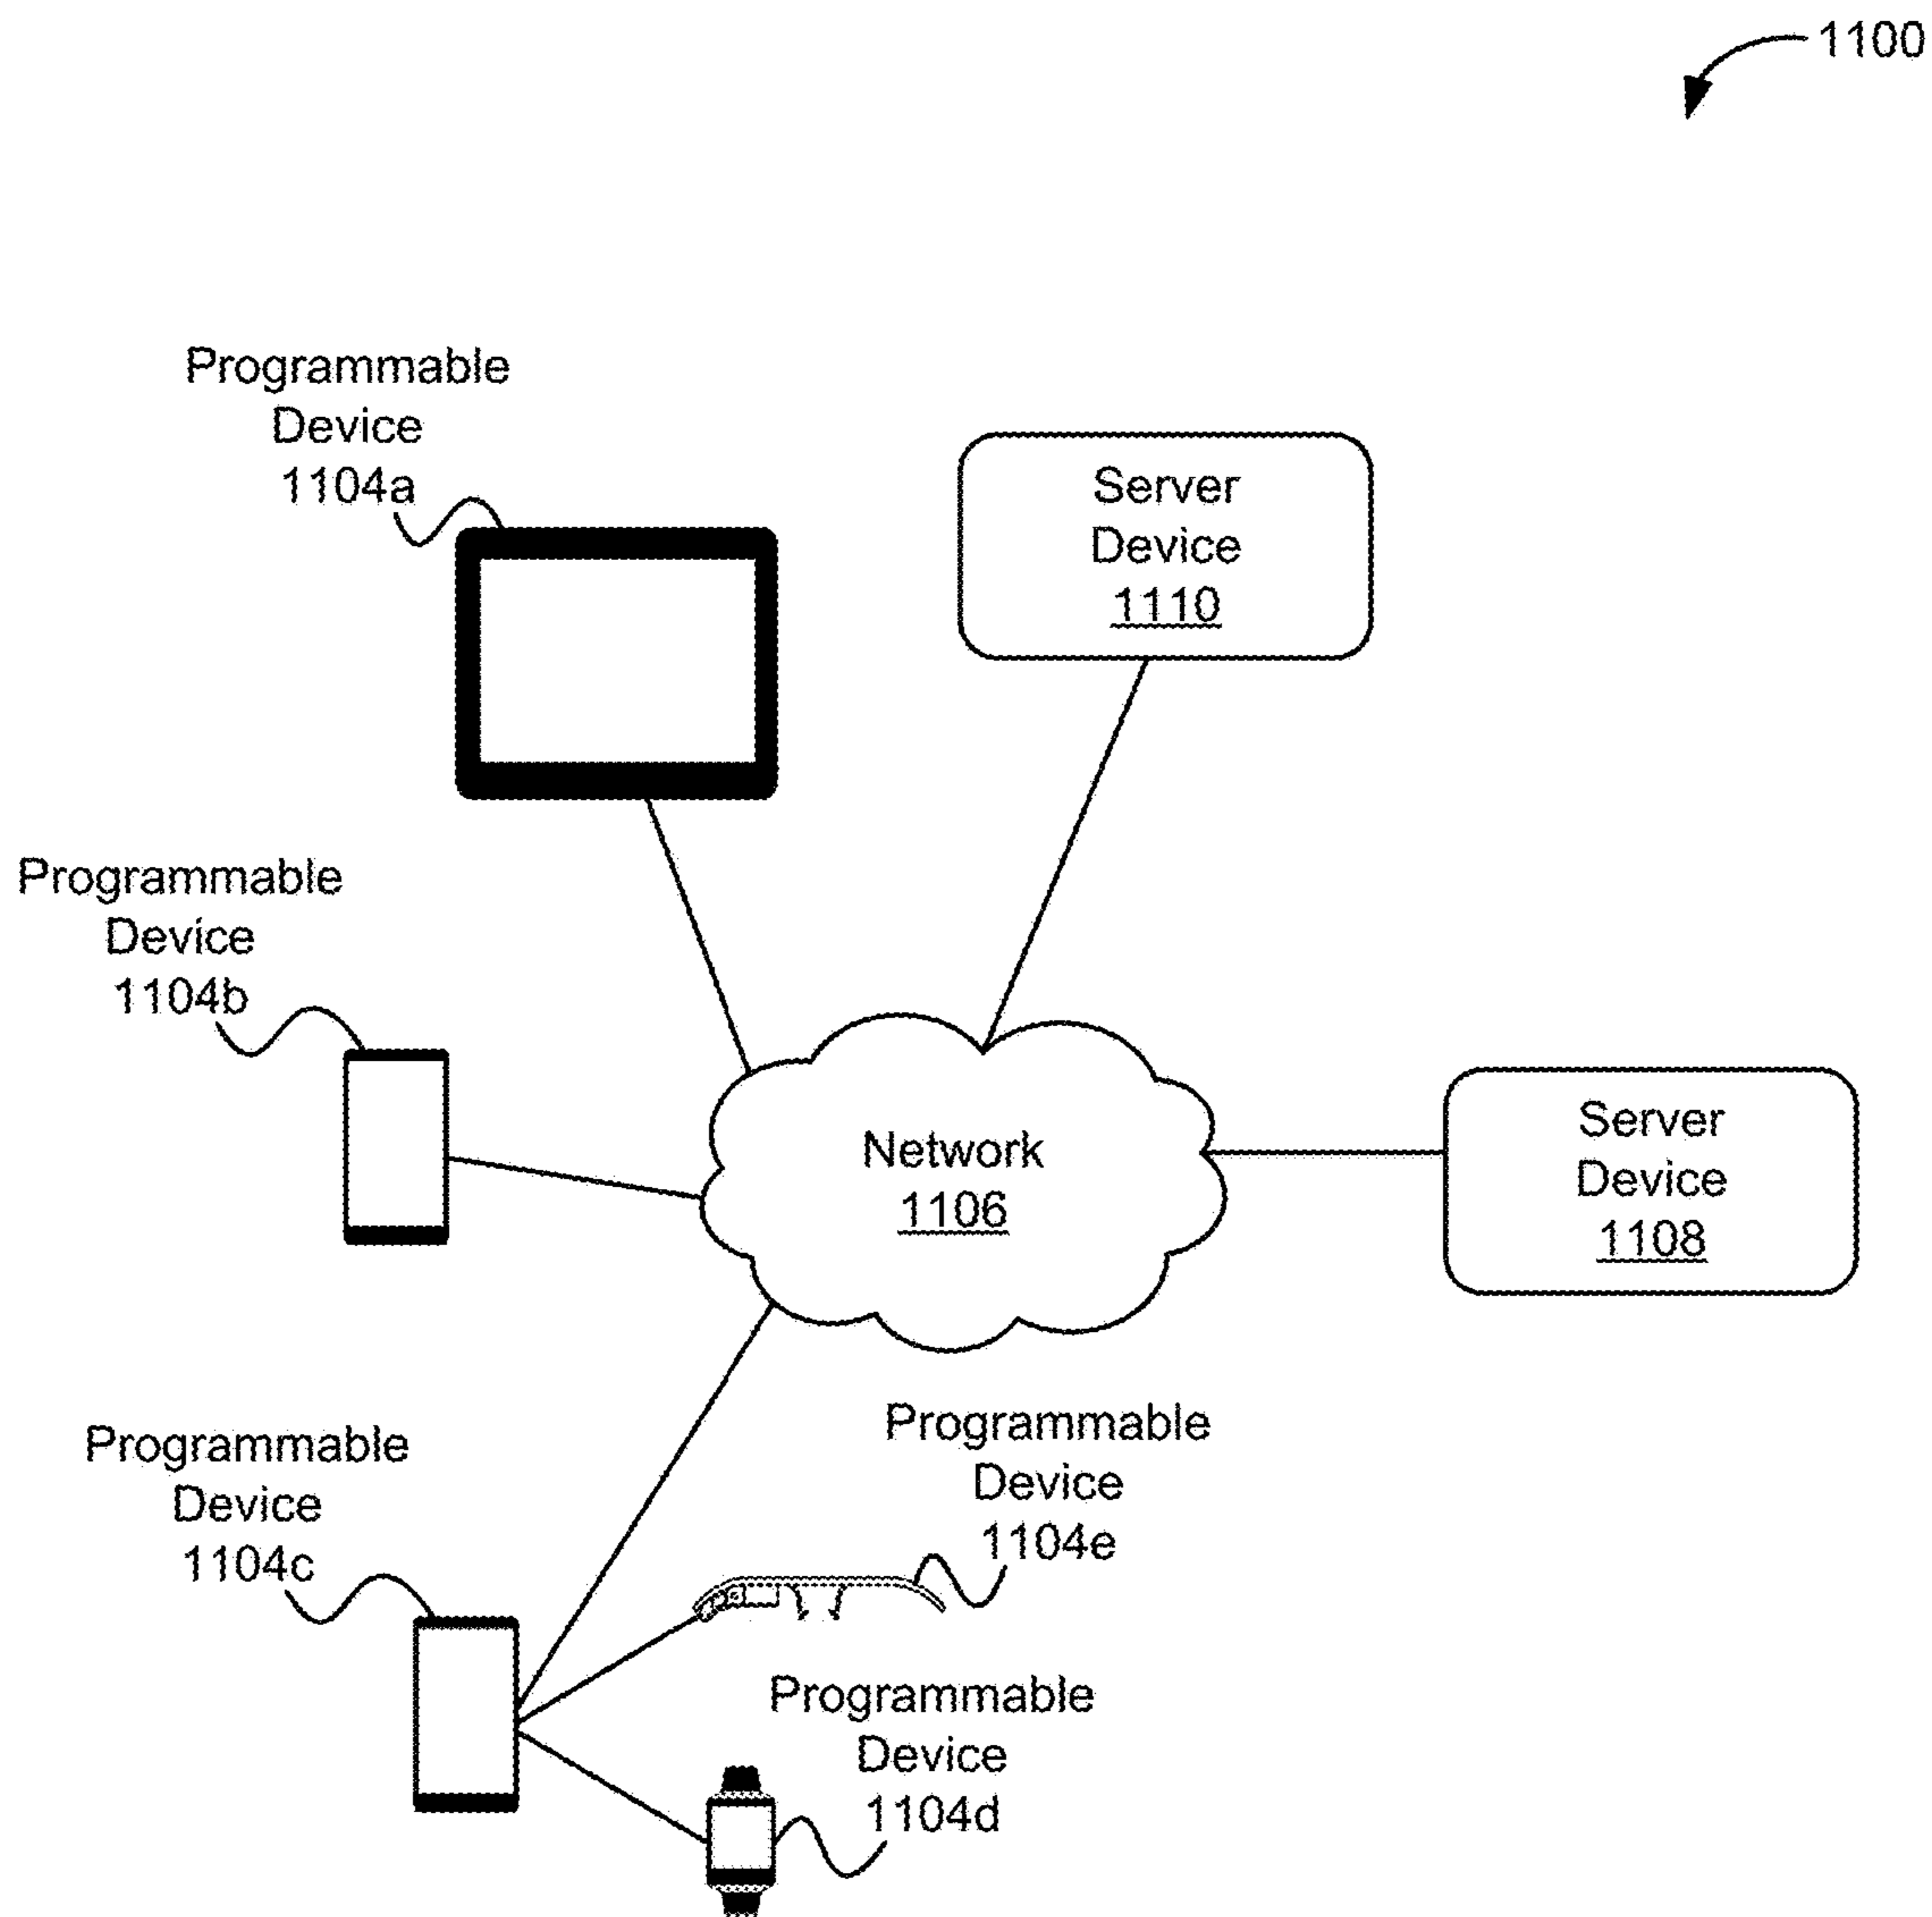 1100
Programmable
Device
1104a
Server
Device
1110
Programmable
Device
1104b
Network
1106
Server
Device
1108
Programmable
Device
1104c
Programmable
Device
1104e
Programmable
Device
1104d